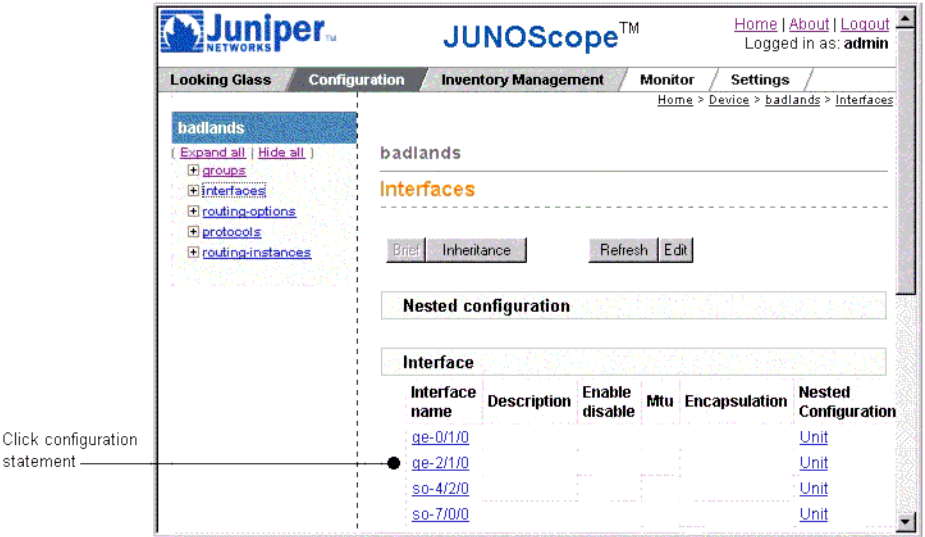 Juniper TM
NETWORKS
JUNOScope™
Home | About | Logout
Logged in as: admin
Looking Glass / Configuration / Inventory Management / Monitor / Settings /
Home > Device > badlands > Interfaces
badlands
( Expand all | Hide all )
groups
interfaces
routing-options
protocols
routing-instances
badlands
Interfaces
Brief Inheritance Refresh Edit
Nested configuration
Interface
Interface name Description Enable disable Mtu Encapsulation Nested Configuration
ge-0/1/0 Unit
ge-2/1/0 Unit
so-4/2/0 Unit
so-7/0/0 Unit
Click configuration
statement